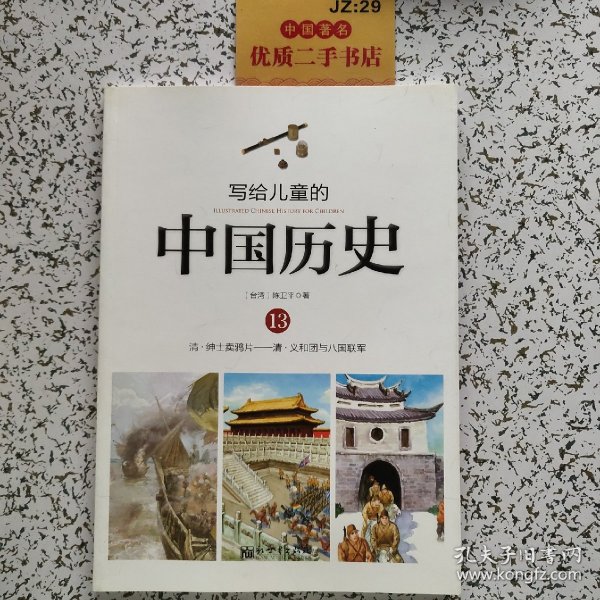 JZ:29
中国著名
优质二手书店
写给儿童的
ILLUSTRATED CHINESE HISTORY FOR CHILDREN
中国历史
［台湾］陈卫平◎著
13
清·绅士卖鸦片——清·义和团与八国联军
孔夫子旧书网
www.kongfz.com